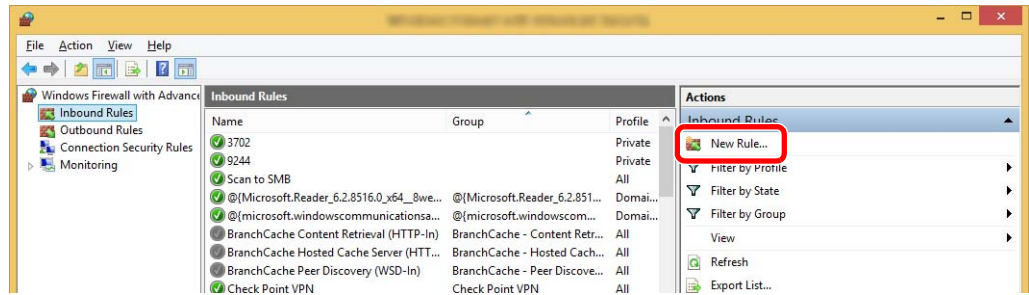 File Action View Help
Windows Firewall with Advance
Inbound Rules
Outbound Rules
Connection Security Rules
Monitoring
Inbound Rules
Name Group Profile
3702 Private
9244 Private
Scan to SMB All
@{Microsoft.Reader_6.2.8516.0_x64__8we... @{Microsoft.Reader_6.2.851... Domai...
@{microsoft.windowscommunicationsa... @{microsoft.windowscom... Domai...
BranchCache Content Retrieval (HTTP-In) BranchCache - Content Retr... All
BranchCache Hosted Cache Server (HTT... BranchCache - Hosted Cach... All
BranchCache Peer Discovery (WSD-In) BranchCache - Peer Discove... All
Check Point VPN Check Point VPN All
Actions
Inbound Rules
New Rule...
Filter by Profile
Filter by State
Filter by Group
View
Refresh
Export List...